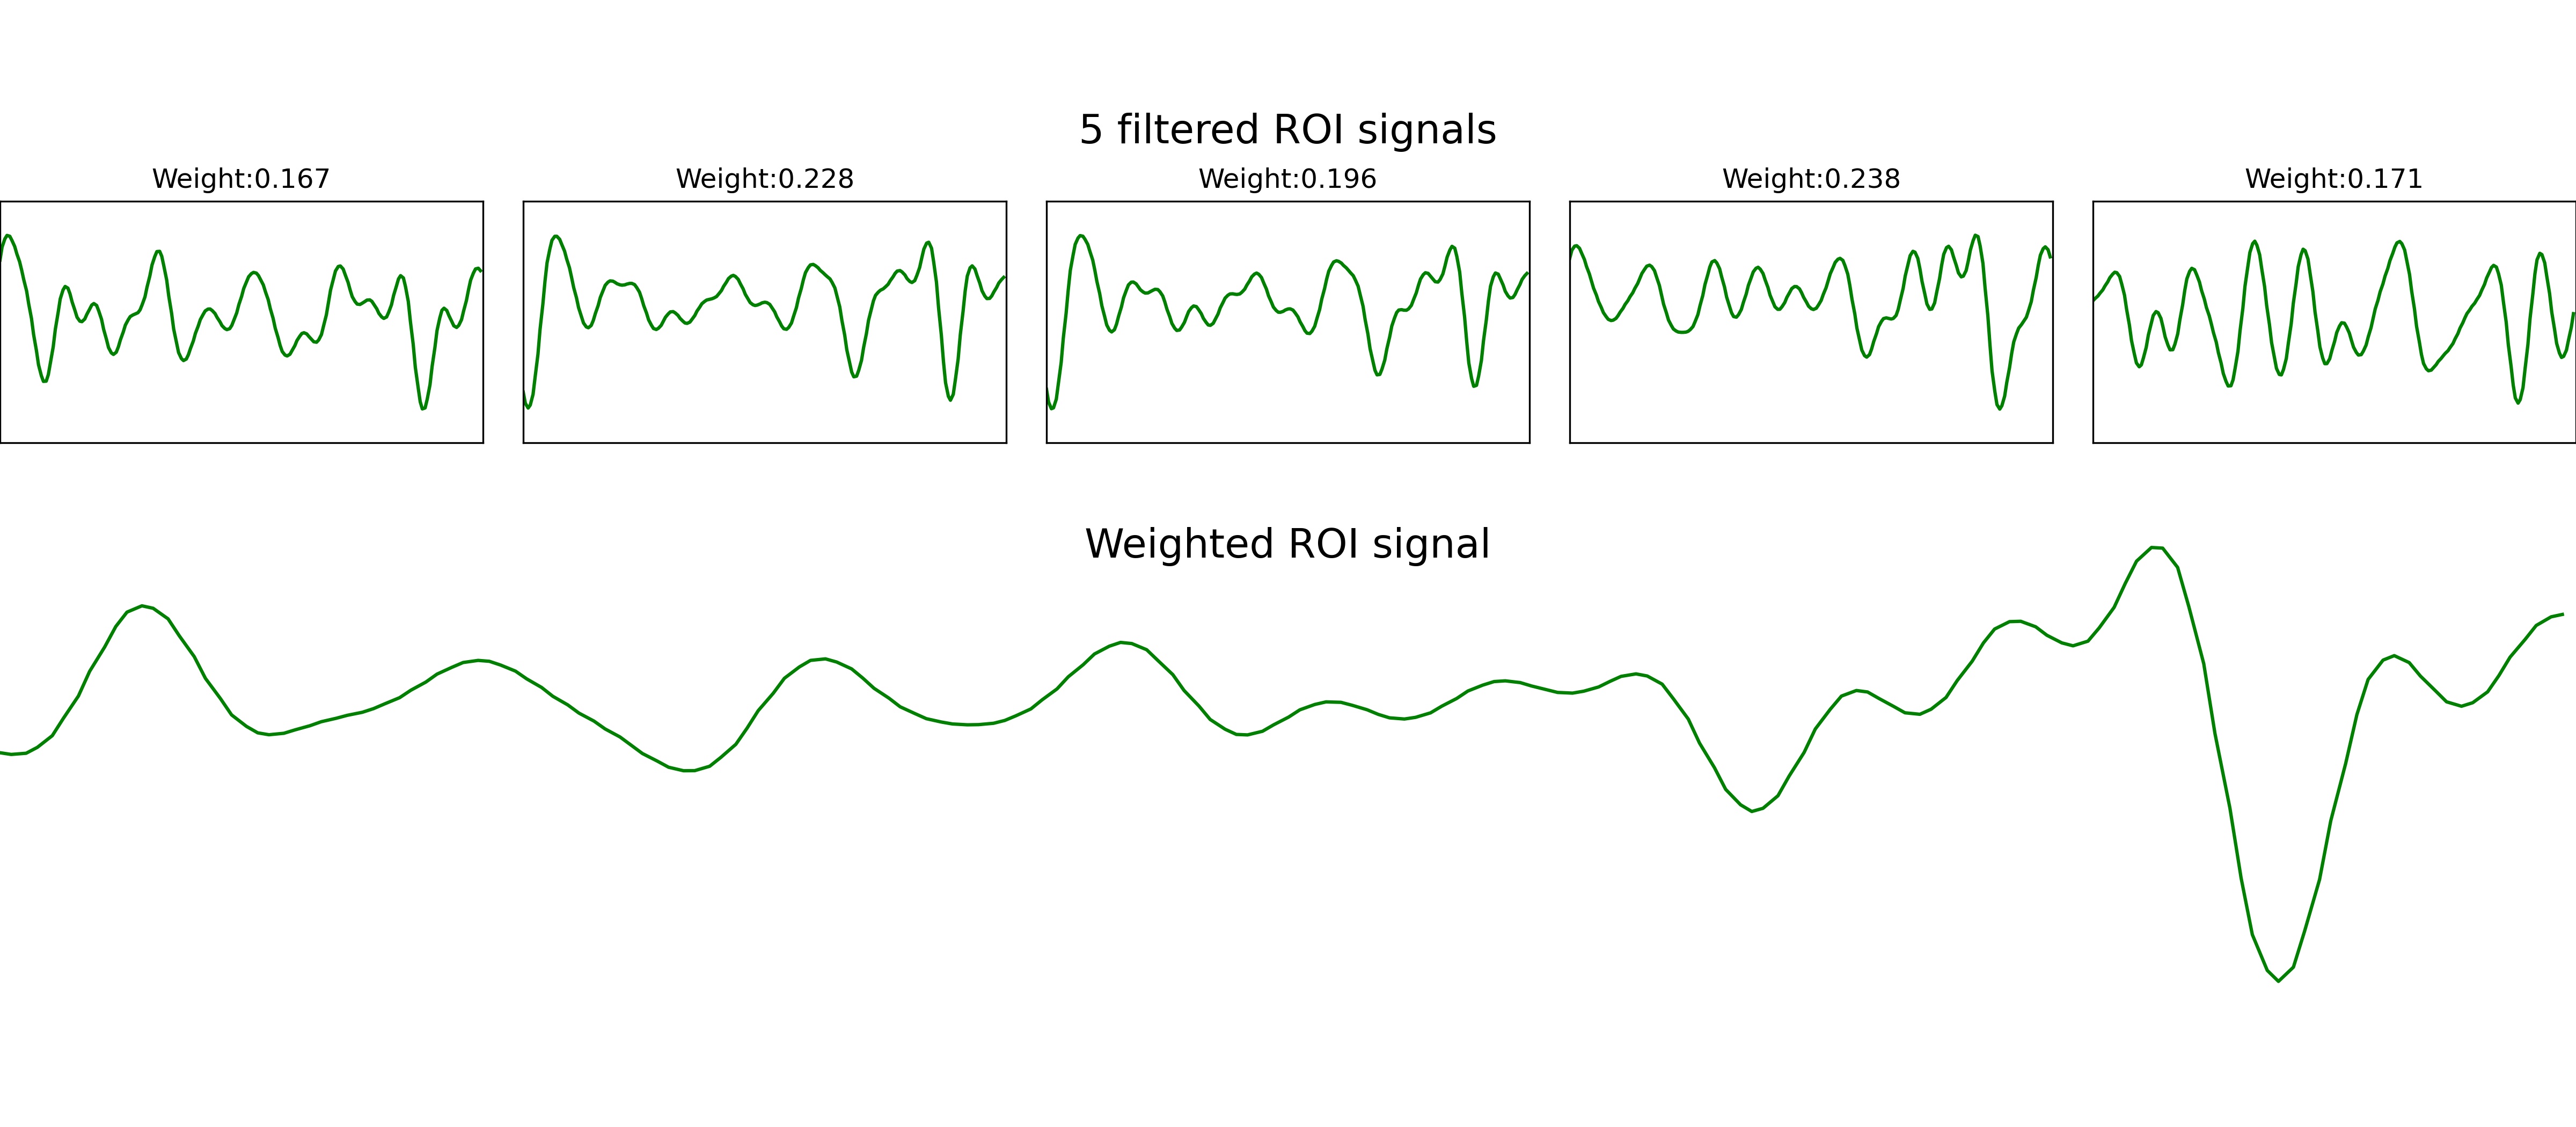 5 filtered ROI signals
Weight:0.167
Weight:0.228
Weight:0.196
Weight:0.238
Weight:0.171
Weighted ROI signal